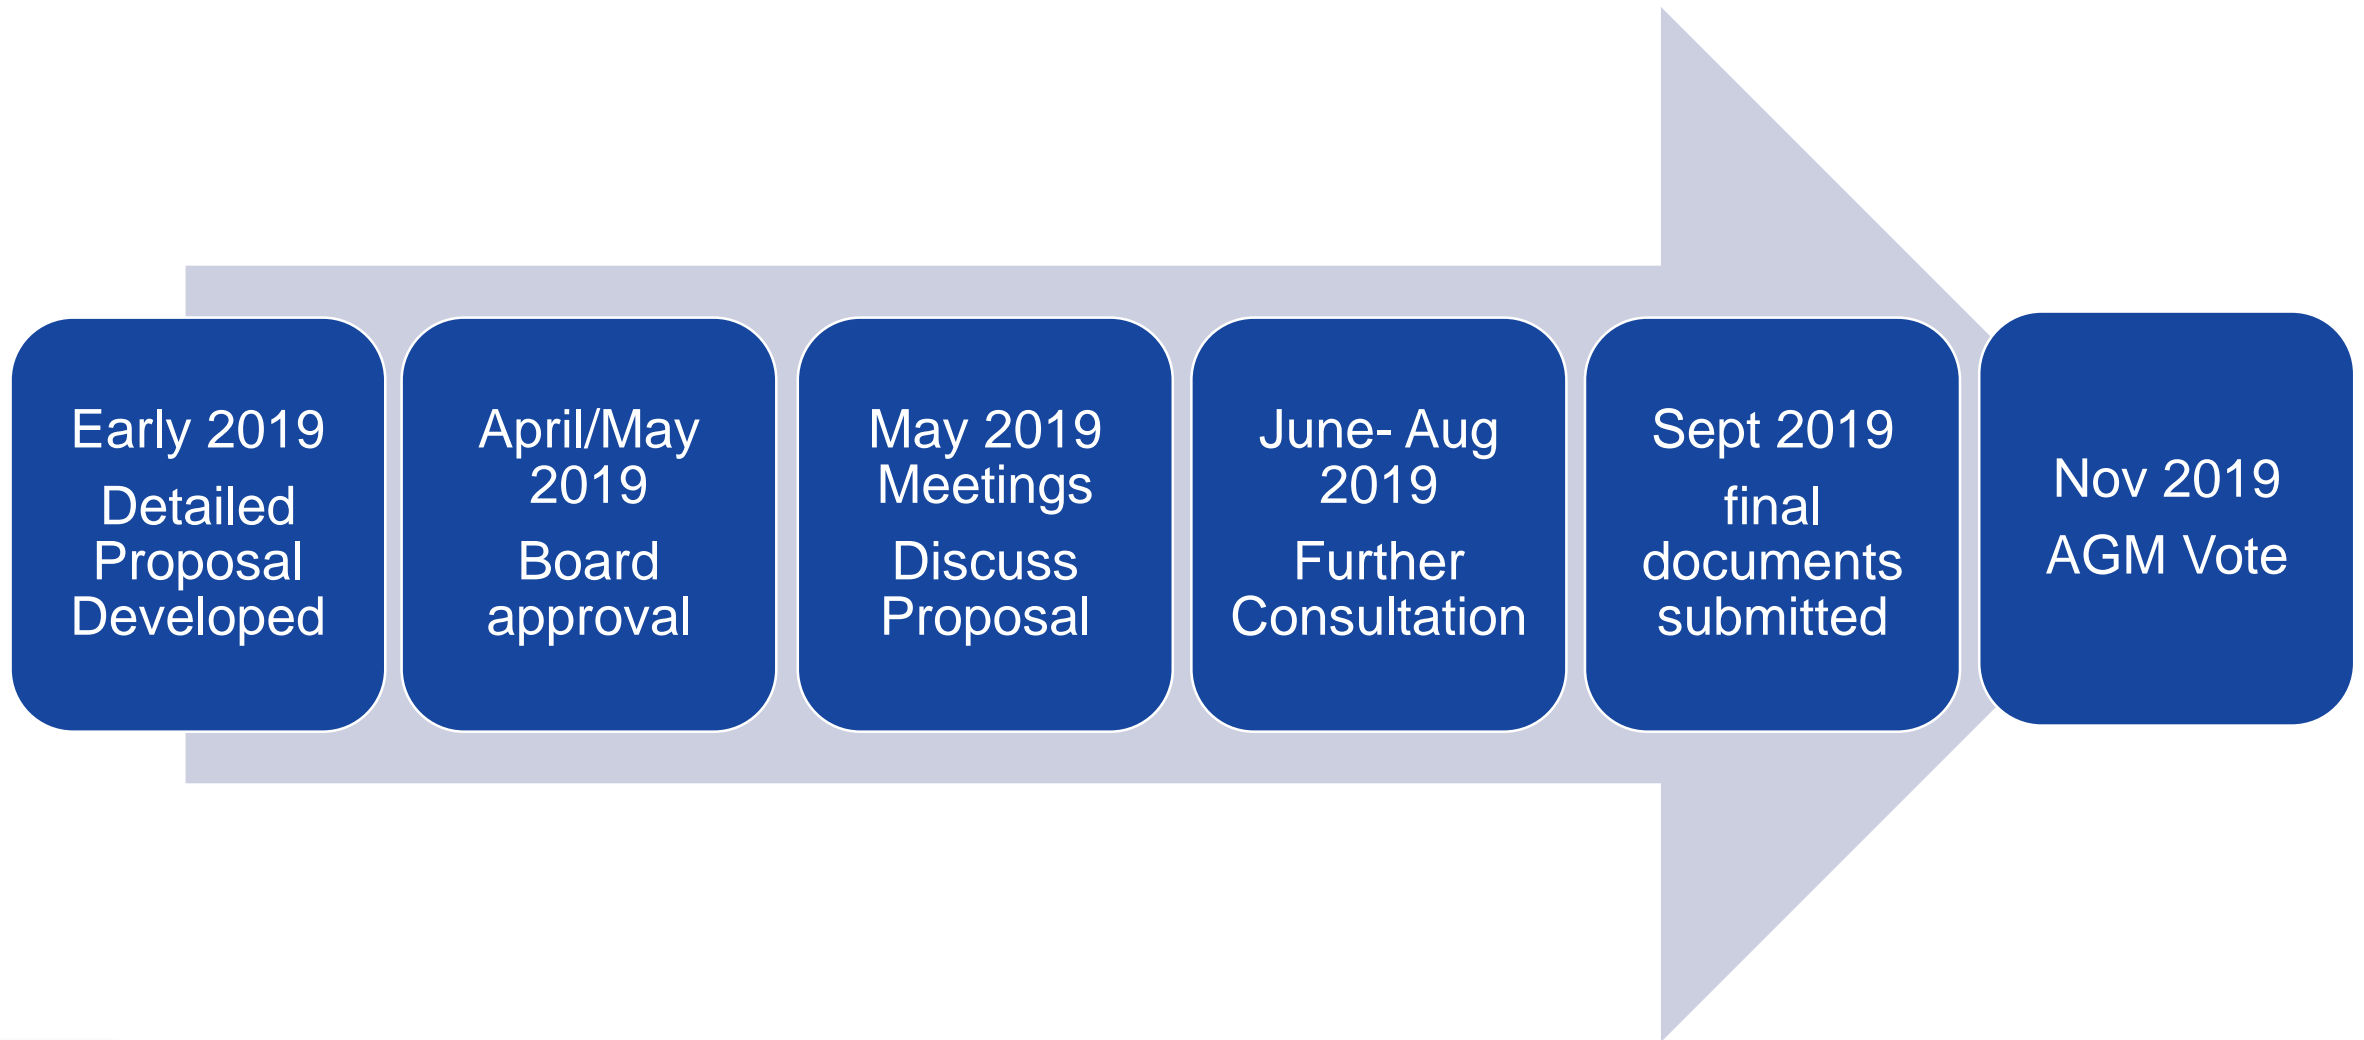 Early 2019
Detailed
Proposal
Developed
April/May
2019
Board
approval
May 2019
Meetings
Discuss
Proposal
June- Aug
2019
Further
Consultation
Sept 2019
final
documents
submitted
Nov 2019
AGM Vote